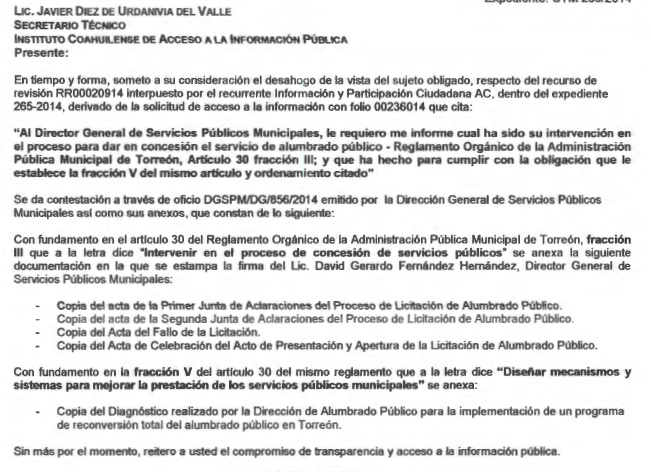 LIC. JAVIER DIEZ DE URDANIVIA DEL VALLE
SECRETARIO TÉCNICO
INSTITUTO COAHUILENSE DE ACCESO A LA INFORMACIÓN PÚBLICA
Presente:
En tiempo y forma, someto a su consideración el desahogo de la vista del sujeto obligado, respecto del recurso de
revisión RR00020914 interpuesto por el recurrente Información y Participación Ciudadana AC, dentro del expediente
265-2014, derivado de la solicitud de acceso a la información con folio 00236014 que cita:
"Al Director General de Servicios Públicos Municipales, le requiero me informe cual ha sido su intervención en
el proceso para dar en concesión el servicio de alumbrado público - Reglamento Orgánico de la Administración
Pública Municipal de Torreón, Artículo 30 fracción III; y que ha hecho para cumplir con la obligación que le
establece la fracción V del mismo artículo y ordenamiento citado"
Se da contestación a través de oficio DGSPM/DG/856/2014 emitido por la Dirección General de Servicios Públicos
Municipales así como sus anexos, que constan de lo siguiente:
Con fundamento en el artículo 30 del Reglamento Orgánico de la Administración Pública Municipal de Torreón, fracción
III que a la letra dice "Intervenir en el proceso de concesión de servicios públicos" se anexa la siguiente
documentación en la que se estampa la firma del Lic. David Gerardo Fernández Hernández, Director General de
Servicios Públicos Municipales:
- Copia del acta de la Primer Junta de Aclaraciones del Proceso de Licitación de Alumbrado Público.
- Copia del acta de la Segunda Junta de Aclaraciones del Proceso de Licitación de Alumbrado Público.
- Copia del Acta del Fallo de la Licitación.
- Copia del Acta de Celebración del Acto de Presentación y Apertura de la Licitación de Alumbrado Público.
Con fundamento en la fracción V del artículo 30 del mismo reglamento que a la letra dice "Diseñar mecanismos y
sistemas para mejorar la prestación de los servicios públicos municipales" se anexa:
- Copia del Diagnóstico realizado por la Dirección de Alumbrado Público para la implementación de un programa
de reconversión total del alumbrado público en Torreón.
Sin más por el momento, reitero a usted el compromiso de transparencia y acceso a la información pública.